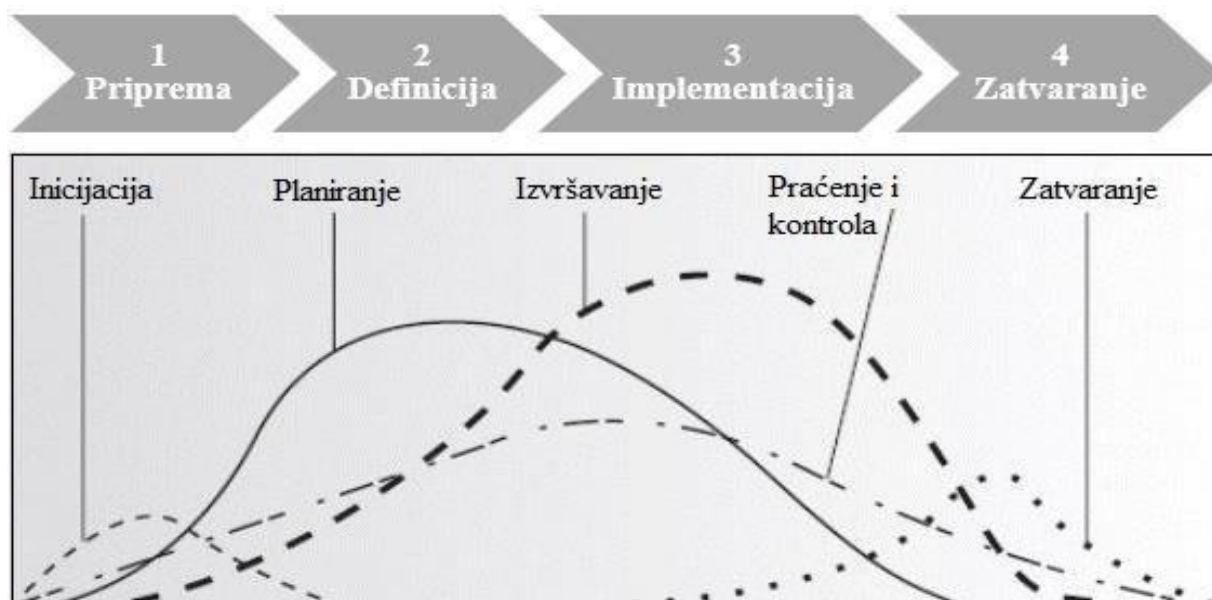 1
Priprema
2
Definicija
3
Implementacija
4
Zatvaranje
Inicijacija
Planiranje
Izvršavanje
Praćenje i
kontrola
Zatvaranje